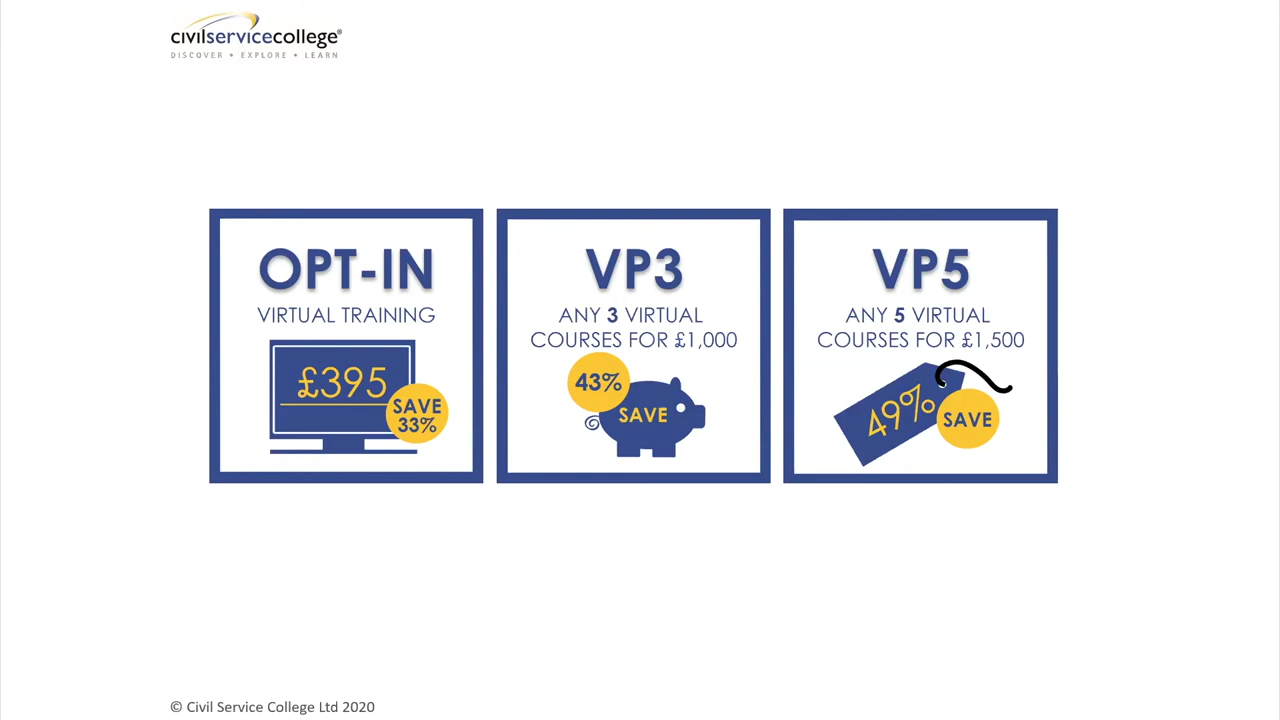 civilservicecollege®
DISCOVER • EXPLORE • LEARN
OPT-IN
VIRTUAL TRAINING
£395
SAVE
33%
VP3
ANY 3 VIRTUAL
COURSES FOR £1,000
43%
SAVE
VP5
ANY 5 VIRTUAL
COURSES FOR £1,500
49%
SAVE
© Civil Service College Ltd 2020